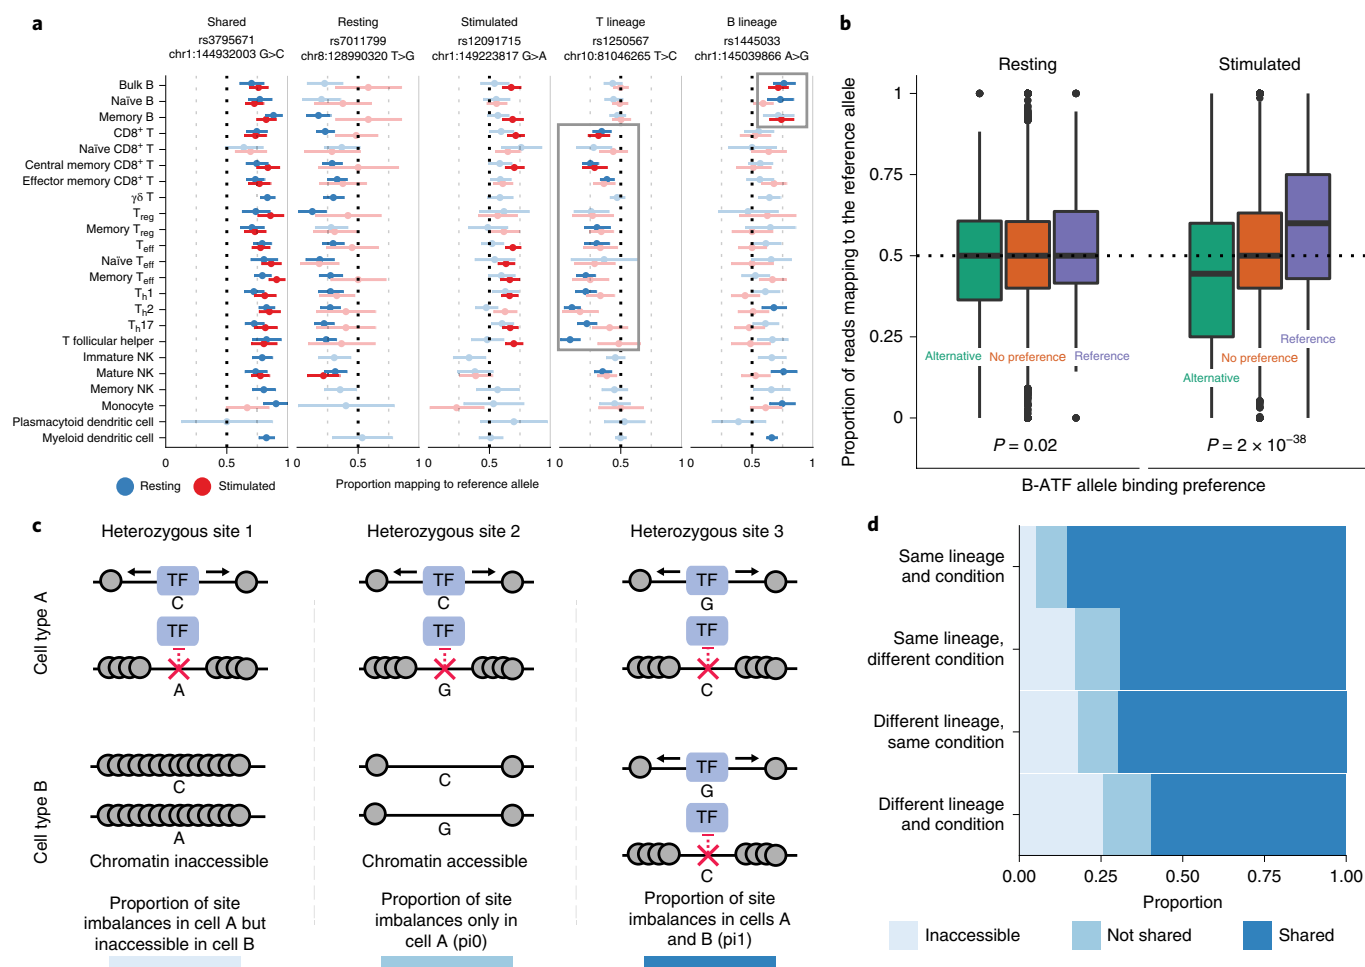 a
Shared
rs3795671
chr1:144932003 G>C
Resting
rs7011799
chr8:128990320 T>G
Stimulated
rs12091715
chr1:149223817 G>A
T lineage
rs1250567
chr10:81046265 T>C
B lineage
rs1445033
chr1:145039866 A>G
Bulk B
Naïve B
Memory B
CD8+ T
Naïve CD8+ T
Central memory CD8+ T
Effector memory CD8+ T
γδ T
Treg
Memory Treg
Teff
Naïve Teff
Memory Teff
Th1
Th2
Th17
T follicular helper
Immature NK
Mature NK
Memory NK
Monocyte
Plasmacytoid dendritic cell
Myeloid dendritic cell
0 0.5 1 0 0.5 1 0 0.5 1 0 0.5 1 0 0.5 1
Resting
Stimulated
Proportion mapping to reference allele
b
Resting
Stimulated
Proportion of reads mapping to the reference allele
1
0.75
0.5
0.25
0
Alternative
No preference
Reference
Alternative
No preference
Reference
P = 0.02
P = 2 × 10−38
B-ATF allele binding preference
c
Heterozygous site 1
Heterozygous site 2
Heterozygous site 3
Cell type A
TF
C
TF
A
TF
C
TF
G
TF
G
TF
C
Cell type B
C
A
Chromatin inaccessible
C
G
Chromatin accessible
TF
G
TF
C
Proportion of site
imbalances in cell A but
inaccessible in cell B
Proportion of site
imbalances only in
cell A (pi0)
Proportion of site
imbalances in cells A
and B (pi1)
d
Same lineage
and condition
Same lineage,
different condition
Different lineage,
same condition
Different lineage
and condition
0.00 0.25 0.50 0.75 1.00
Proportion
Inaccessible
Not shared
Shared